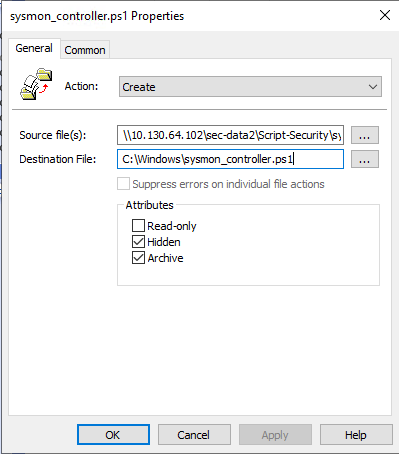 sysmon_controller.ps1 Properties
General Common
Action: Create
Source file(s): \\10.130.64.102\sec-data2\Script-Security\sy ...
Destination File: C:\Windows\sysmon_controller.ps1 ...
Suppress errors on individual file actions
Attributes
Read-only
Hidden
Archive
OK Cancel Apply Help